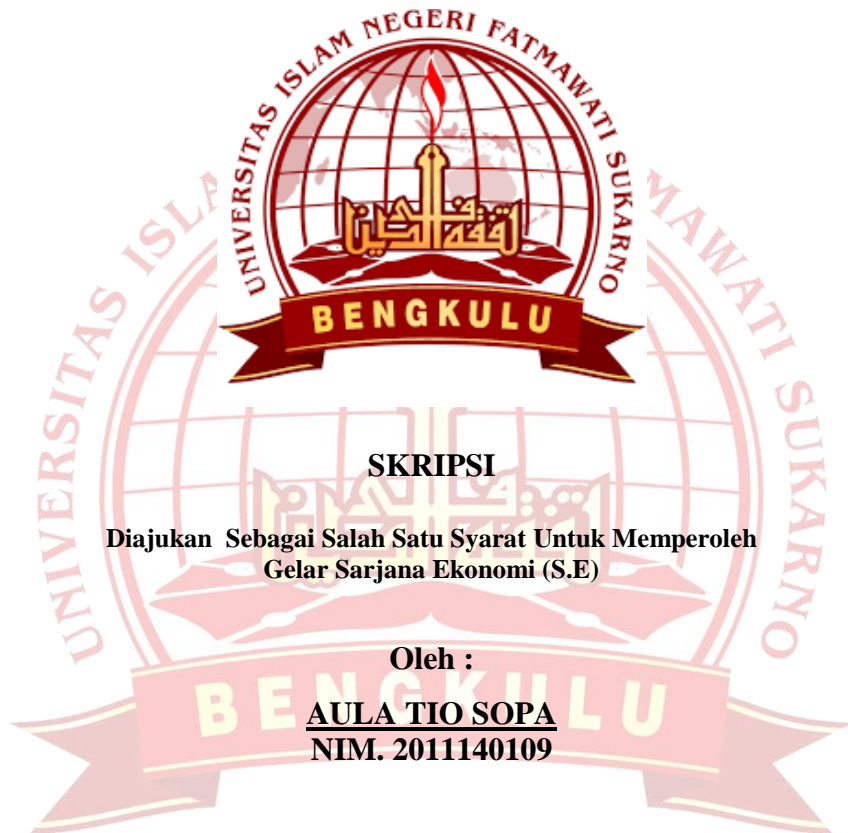 UNIVERSITAS ISLAM NEGERI FATMAWATI SUKARNO
BENGKULU
SKRIPSI
Diajukan Sebagai Salah Satu Syarat Untuk Memperoleh
Gelar Sarjana Ekonomi (S.E)
Oleh :
AULA TIO SOPA
NIM. 2011140109